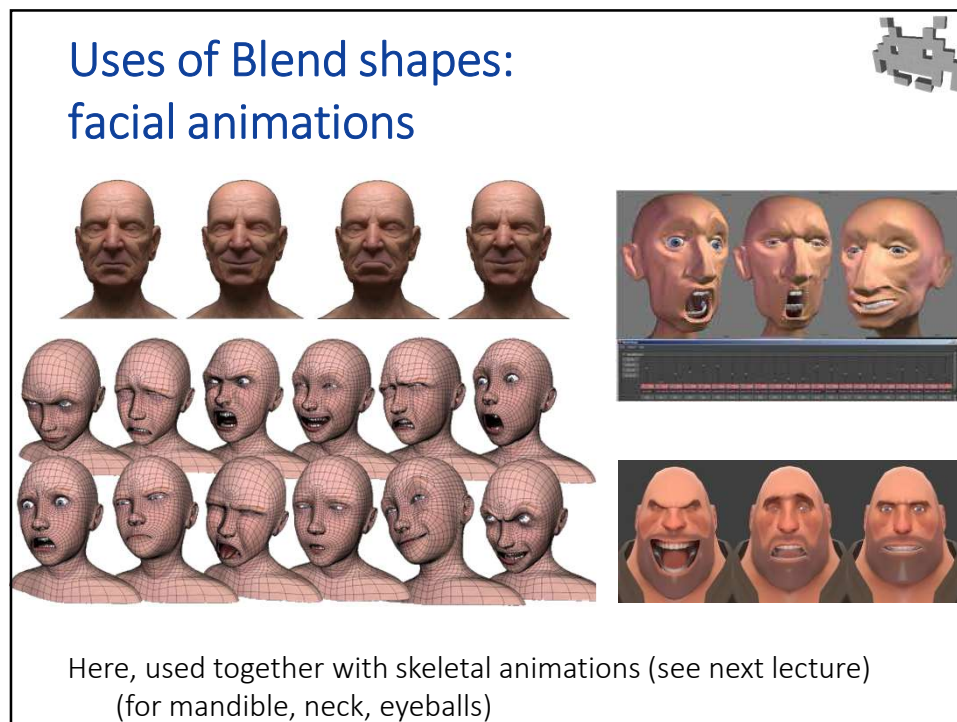 Uses of Blend shapes:
facial animations
Here, used together with skeletal animations (see next lecture)
(for mandible, neck, eyeballs)